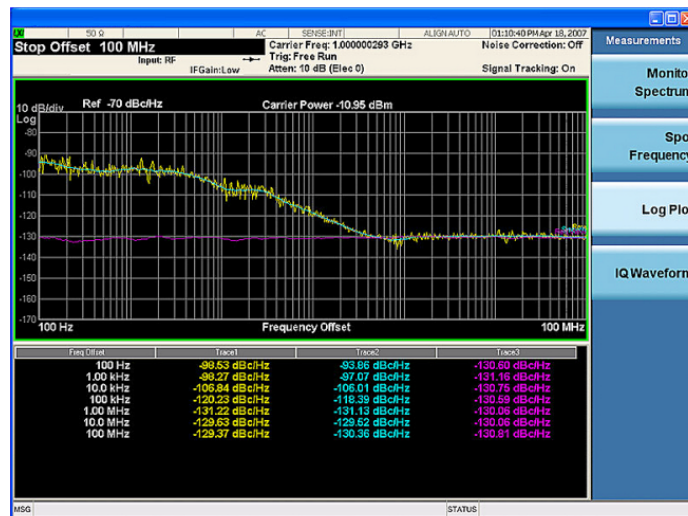 50 Ω AC SENSE:INT ALIGN AUTO 01:10:40 PM Apr 18, 2007
Stop Offset 100 MHz
Carrier Freq: 1.000000293 GHz
Noise Correction: Off
Input: RF
Trig: Free Run
IFGain:Low
Atten: 10 dB (Elec 0)
Signal Tracking: On
10 dB/div Ref -70 dBc/Hz Carrier Power -10.95 dBm
Log
-80
-90
-100
-110
-120
-130
-140
-150
-160
-170
100 Hz Frequency Offset 100 MHz
Freq Offset Trace1 Trace2 Trace3
100 Hz -98.53 dBc/Hz -93.86 dBc/Hz -130.60 dBc/Hz
1.00 kHz -98.27 dBc/Hz -97.07 dBc/Hz -131.16 dBc/Hz
10.0 kHz -106.84 dBc/Hz -106.01 dBc/Hz -130.75 dBc/Hz
100 kHz -120.23 dBc/Hz -118.39 dBc/Hz -130.59 dBc/Hz
1.00 MHz -131.22 dBc/Hz -131.13 dBc/Hz -130.06 dBc/Hz
10.0 MHz -129.63 dBc/Hz -129.52 dBc/Hz -130.06 dBc/Hz
100 MHz -129.37 dBc/Hz -130.36 dBc/Hz -130.81 dBc/Hz
MSG STATUS
Measurements
Monito
Spectrum
Spo
Frequency
Log Plo
IQ Waveform